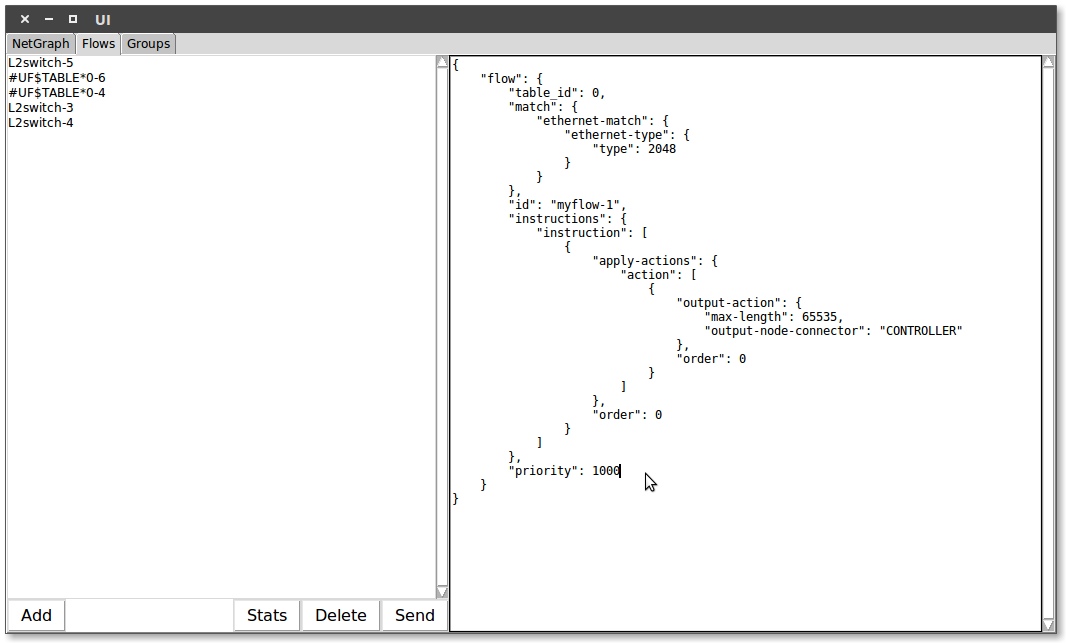 UI
NetGraph Flows Groups
L2switch-5
#UF$TABLE*0-6
#UF$TABLE*0-4
L2switch-3
L2switch-4
{
    "flow": {
        "table_id": 0,
        "match": {
            "ethernet-match": {
                "ethernet-type": {
                    "type": 2048
                }
            }
        },
        "id": "myflow-1",
        "instructions": {
            "instruction": [
                {
                    "apply-actions": {
                        "action": [
                            {
                                "output-action": {
                                    "max-length": 65535,
                                    "output-node-connector": "CONTROLLER"
                                },
                                "order": 0
                            }
                        ]
                    },
                    "order": 0
                }
            ]
        },
        "priority": 1000
    }
}
Add Stats Delete Send